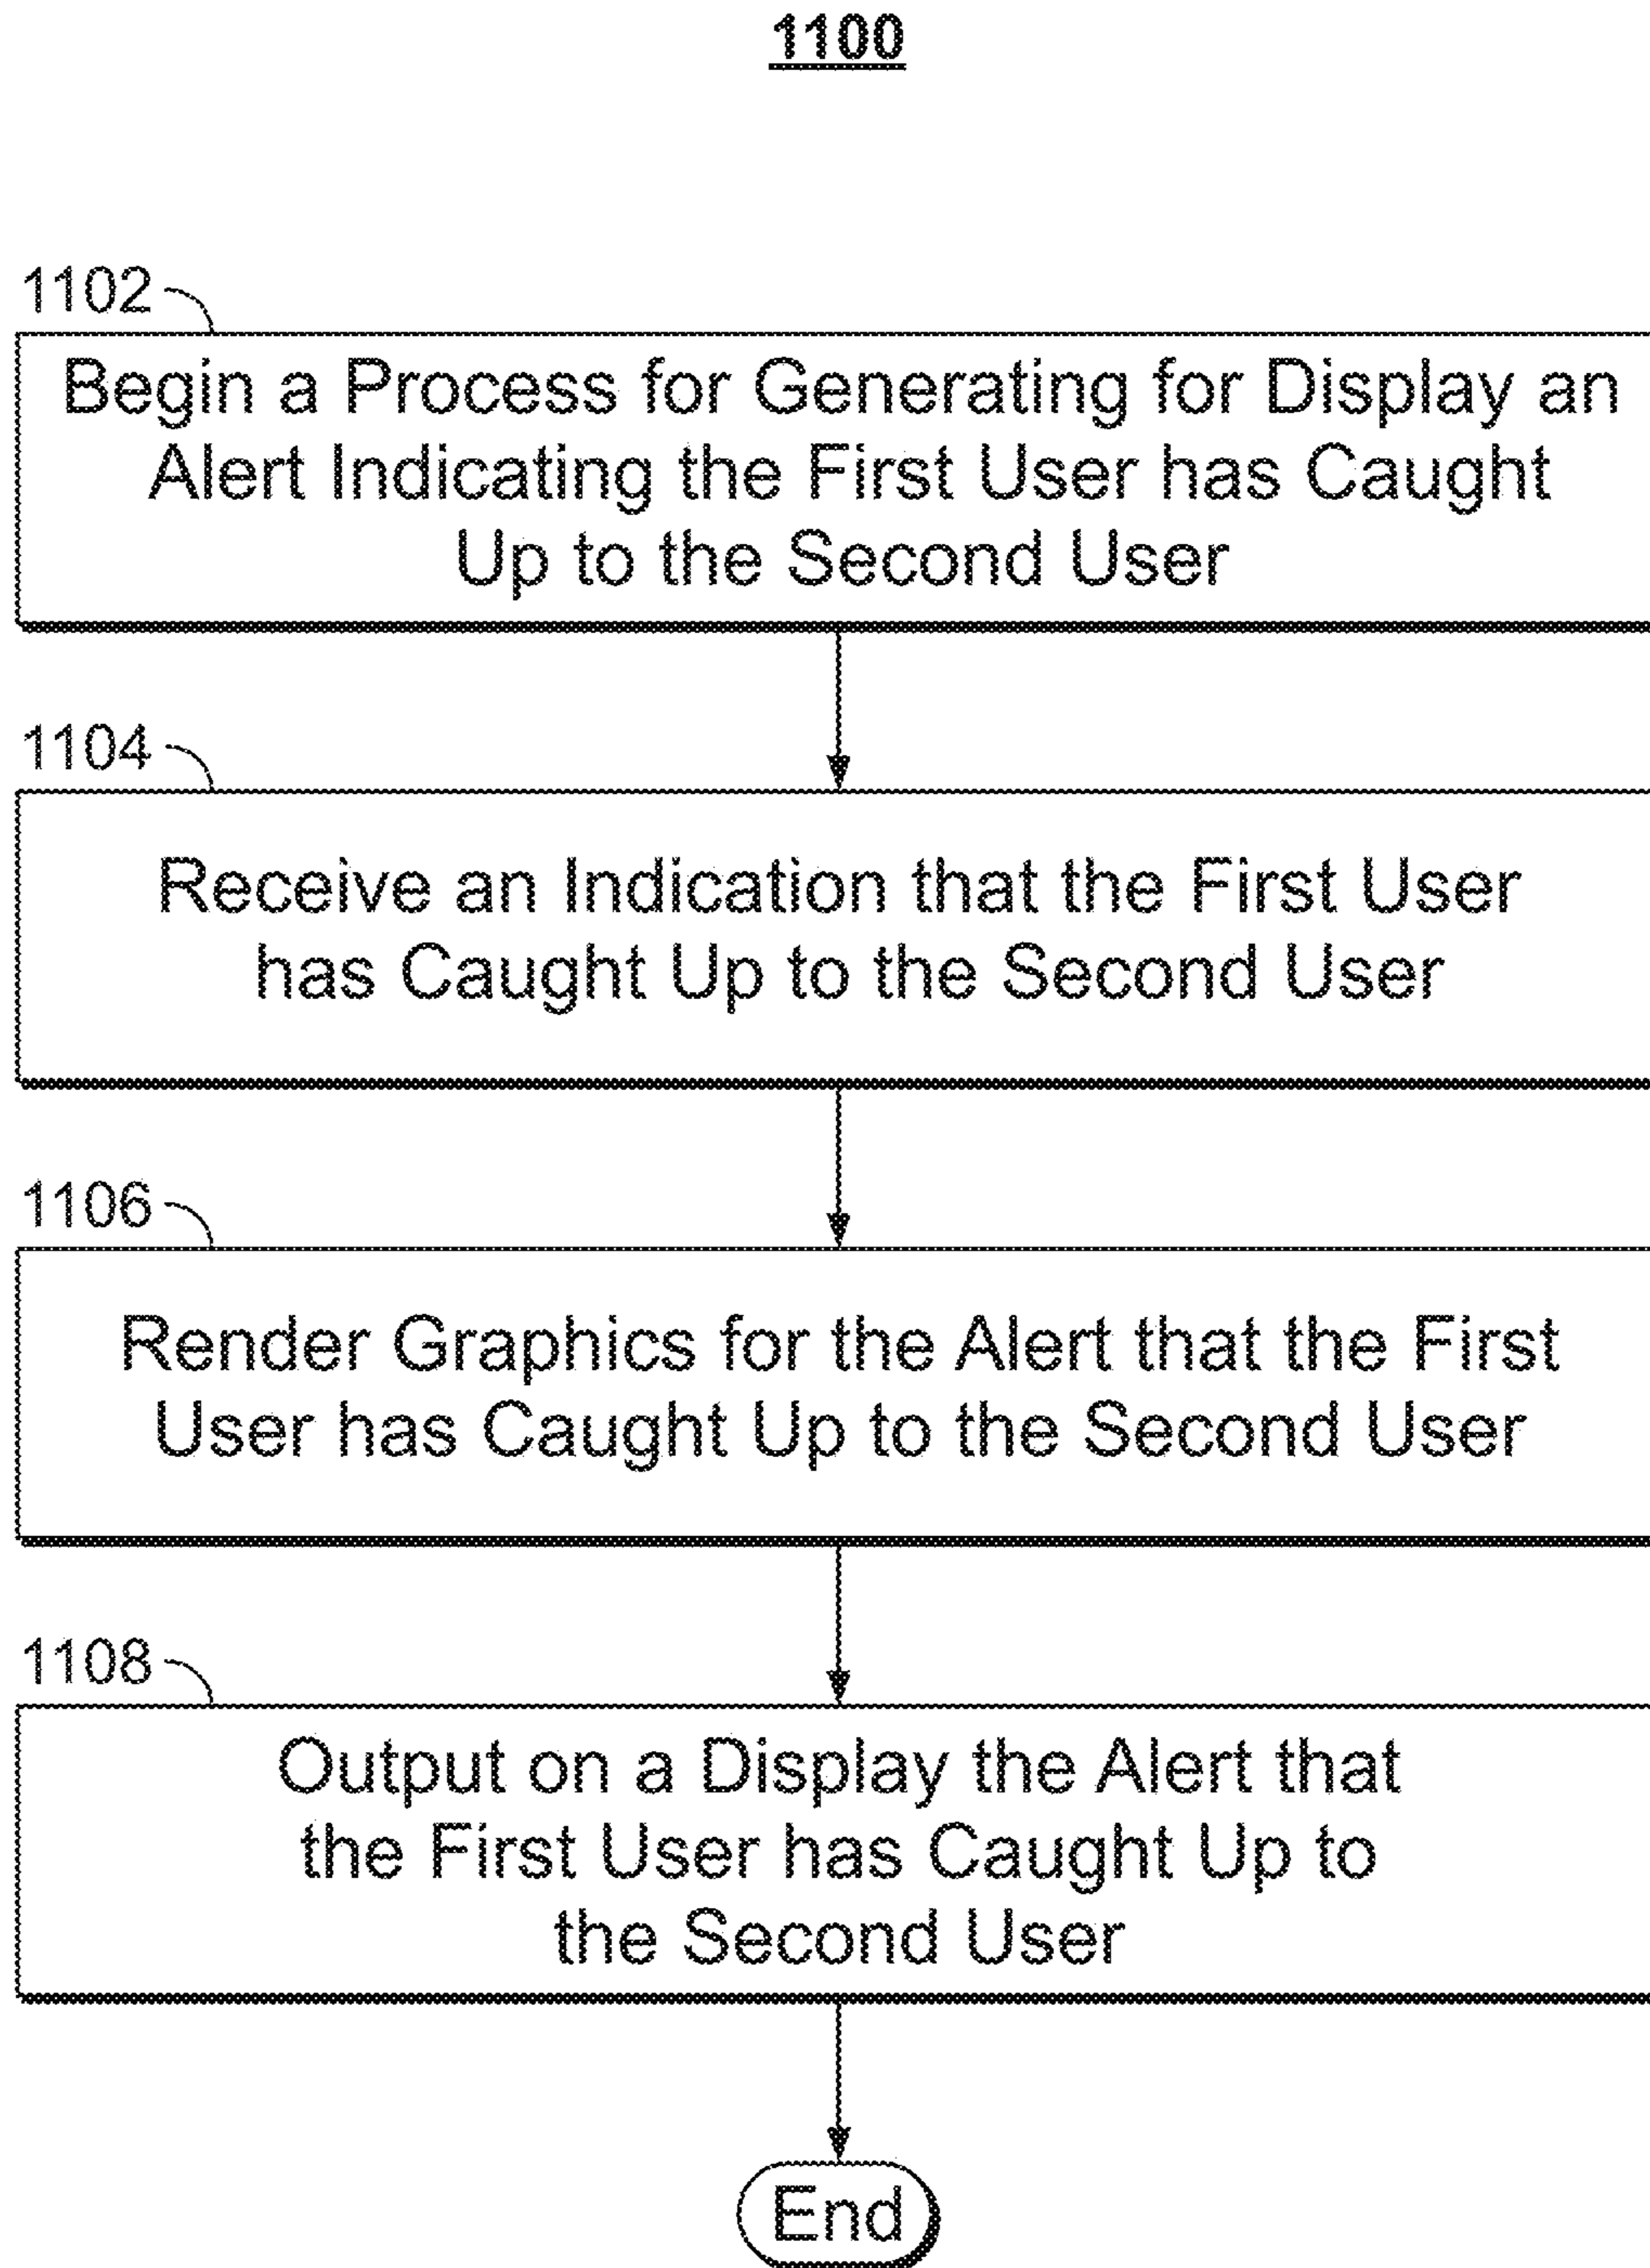 1100
1102
Begin a Process for Generating for Display an
Alert Indicating the First User has Caught
Up to the Second User
1104
Receive an Indication that the First User
has Caught Up to the Second User
1106
Render Graphics for the Alert that the First
User has Caught Up to the Second User
1108
Output on a Display the Alert that
the First User has Caught Up to
the Second User
End